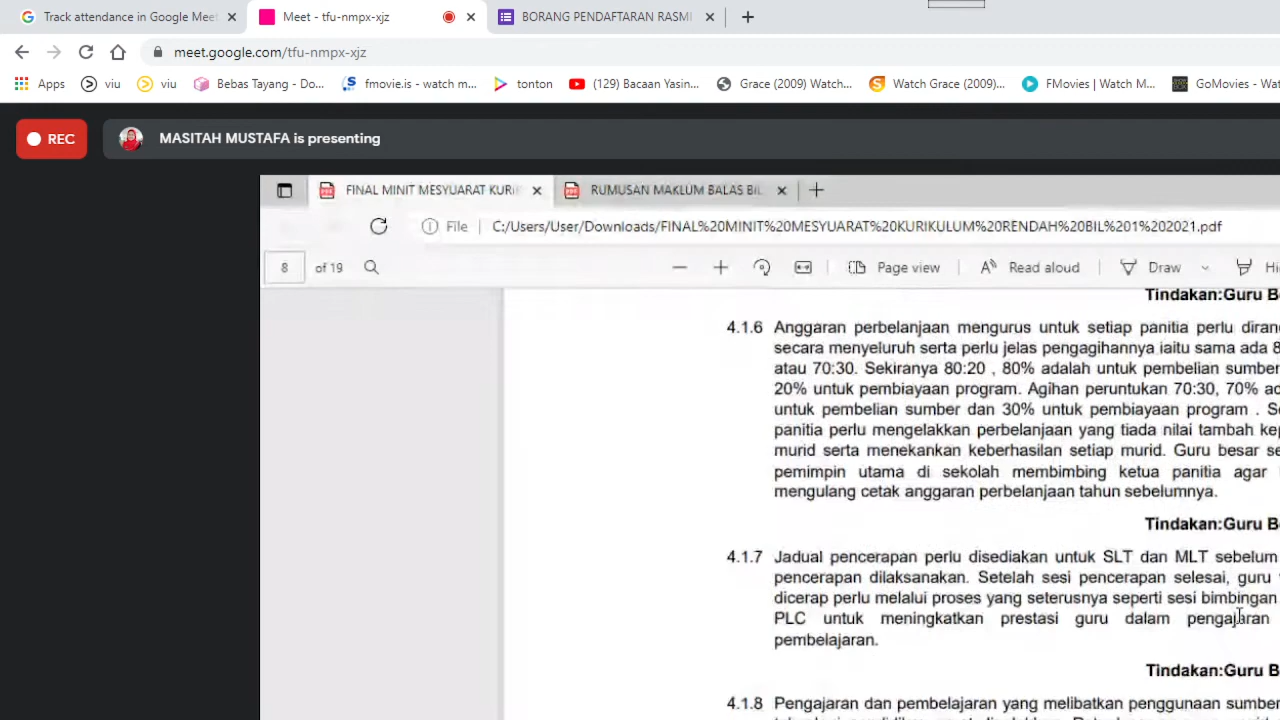 Track attendance in Google Meet
Meet - tfu-nmpx-xjz
BORANG PENDAFTARAN RASMI
meet.google.com/tfu-nmpx-xjz
Apps
viu
viu
Bebas Tayang - Do...
fmovie.is - watch m...
tonton
(129) Bacaan Yasin...
Grace (2009) Watch...
Watch Grace (2009)...
FMovies | Watch M...
GoMovies - Wat
REC
MASITAH MUSTAFA is presenting
FINAL MINIT MESYUARAT KURIK
RUMUSAN MAKLUM BALAS BIL
File
C:/Users/User/Downloads/FINAL%20MINIT%20MESYUARAT%20KURIKULUM%20RENDAH%20BIL%201%202021.pdf
8 of 19
Page view
Read aloud
Draw
Hi
Tindakan:Guru Be
4.1.6 Anggaran perbelanjaan mengurus untuk setiap panitia perlu diranc
secara menyeluruh serta perlu jelas pengagihannya iaitu sama ada 8
atau 70:30. Sekiranya 80:20 , 80% adalah untuk pembelian sumber
20% untuk pembiayaan program. Agihan peruntukan 70:30, 70% ad
untuk pembelian sumber dan 30% untuk pembiayaan program . Se
panitia perlu mengelakkan perbelanjaan yang tiada nilai tambah kep
murid serta menekankan keberhasilan setiap murid. Guru besar se
pemimpin utama di sekolah membimbing ketua panitia agar
mengulang cetak anggaran perbelanjaan tahun sebelumnya.
Tindakan:Guru Be
4.1.7 Jadual pencerapan perlu disediakan untuk SLT dan MLT sebelum
pencerapan dilaksanakan. Setelah sesi pencerapan selesai, guru
dicerap perlu melalui proses yang seterusnya seperti sesi bimbingan
PLC untuk meningkatkan prestasi guru dalam pengajaran
pembelajaran.
Tindakan:Guru Be
4.1.8 Pengajaran dan pembelajaran yang melibatkan penggunaan sumber